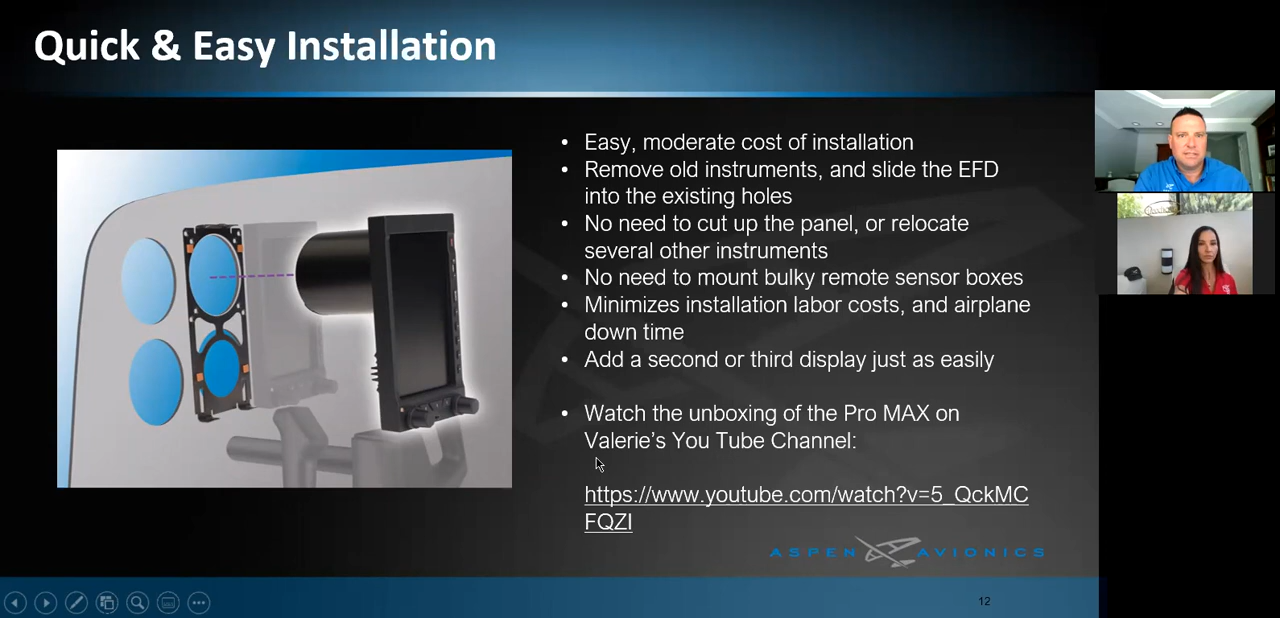 Quick & Easy Installation
• Easy, moderate cost of installation
• Remove old instruments, and slide the EFD
into the existing holes
• No need to cut up the panel, or relocate
several other instruments
• No need to mount bulky remote sensor boxes
• Minimizes installation labor costs, and airplane
down time
• Add a second or third display just as easily
• Watch the unboxing of the Pro MAX on
Valerie's You Tube Channel:
https://www.youtube.com/watch?v=5_QckMC
FQZI
ASPEN AVIONICS
12